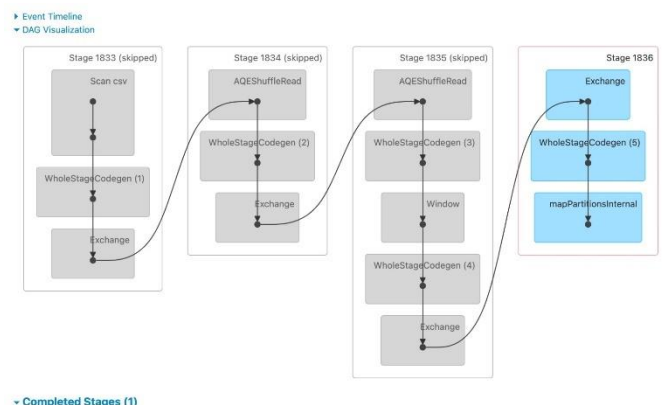 Event Timeline
DAG Visualization
Stage 1833 (skipped)
Scan csv
WholeStageCodegen (1)
Exchange
Stage 1834 (skipped)
AQEShuffleRead
WholeStageCodegen (2)
Exchange
Stage 1835 (skipped)
AQEShuffleRead
WholeStageCodegen (3)
Window
WholeStageCodegen (4)
Exchange
Stage 1836
Exchange
WholeStageCodegen (5)
mapPartitionsInternal
Completed Stages (1)